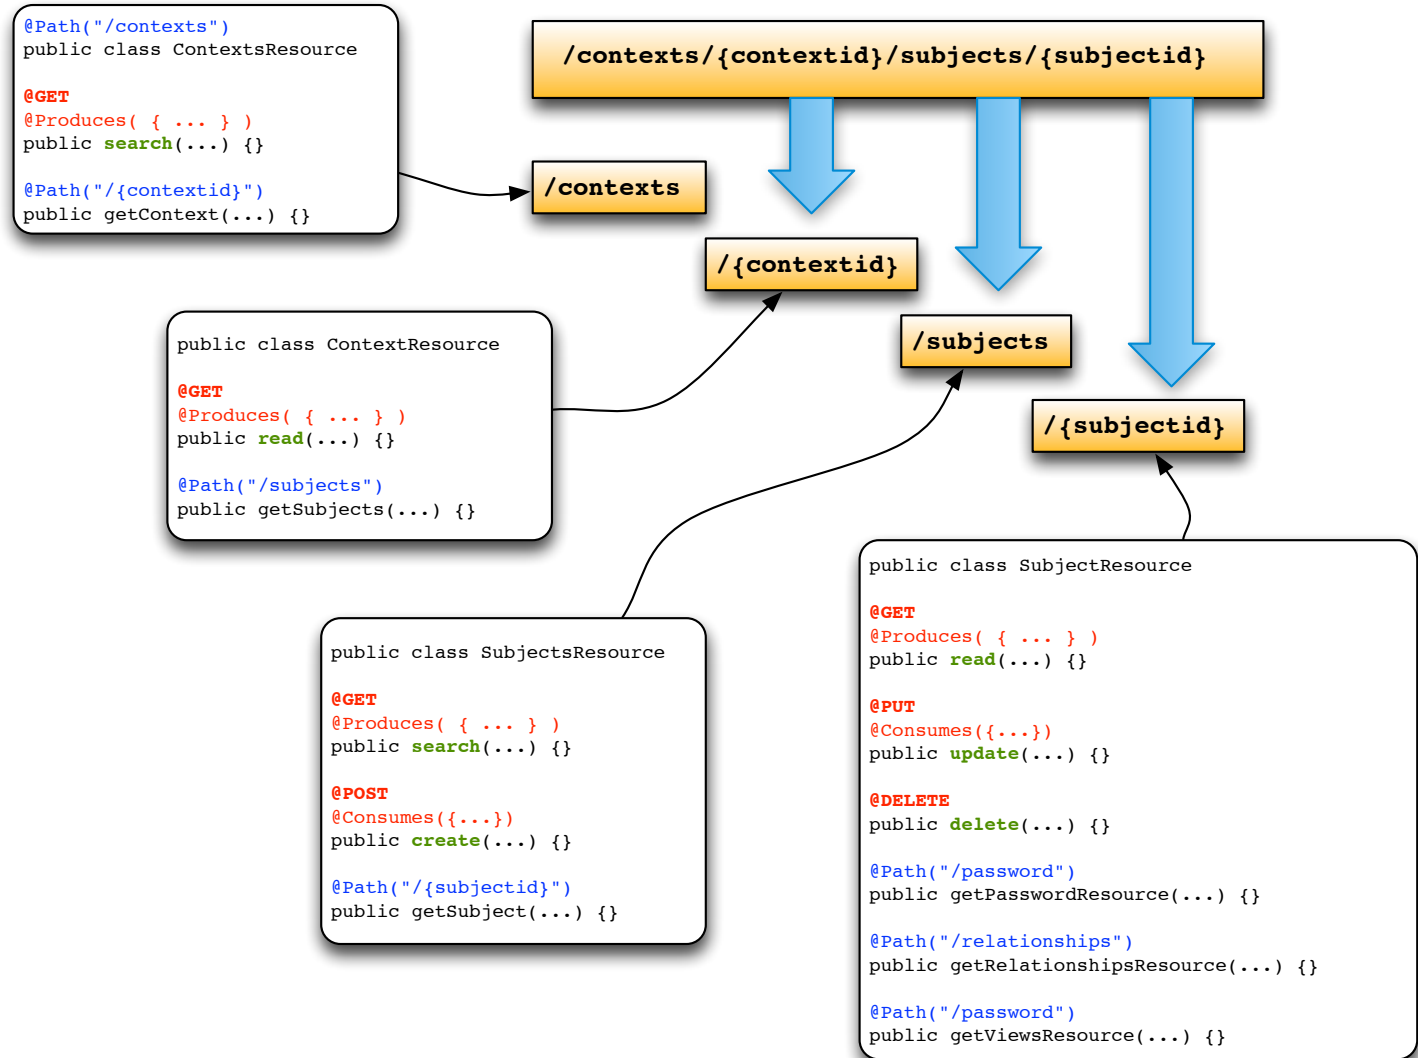 @Path("/contexts")
public class ContextsResource
@GET
@Produces( { ... } )
public search(...) {}
@Path("/{contextid}")
public getContext(...) {}
/contexts/{contextid}/subjects/{subjectid}
/contexts
/{contextid}
/subjects
/{subjectid}
public class ContextResource
@GET
@Produces( { ... } )
public read(...) {}
@Path("/subjects")
public getSubjects(...) {}
public class SubjectsResource
@GET
@Produces( { ... } )
public search(...) {}
@POST
@Consumes({...})
public create(...) {}
@Path("/{subjectid}")
public getSubject(...) {}
public class SubjectResource
@GET
@Produces( { ... } )
public read(...) {}
@PUT
@Consumes({...})
public update(...) {}
@DELETE
public delete(...) {}
@Path("/password")
public getPasswordResource(...) {}
@Path("/relationships")
public getRelationshipsResource(...) {}
@Path("/password")
public getViewsResource(...) {}